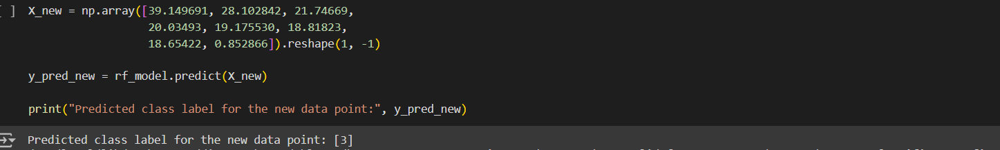 [ ] X_new = np.array([39.149691, 28.102842, 21.74669,
20.03493, 19.175530, 18.81823,
18.65422, 0.852866]).reshape(1, -1)
y_pred_new = rf_model.predict(X_new)
print("Predicted class label for the new data point:", y_pred_new)
Predicted class label for the new data point: [3]